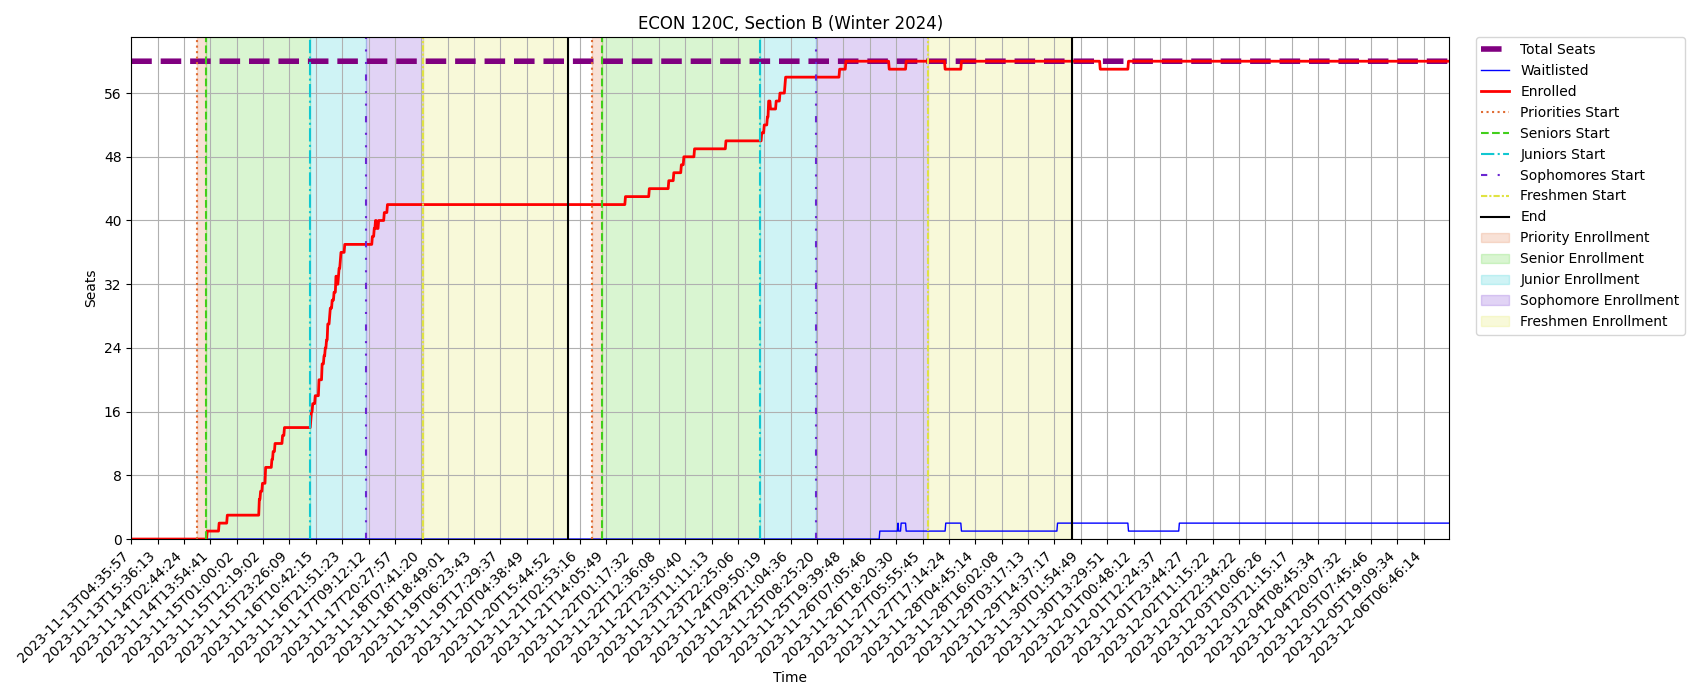 ECON 120C, Section B (Winter 2024)
Total Seats
Waitlisted
Enrolled
Priorities Start
Seniors Start
Juniors Start
Sophomores Start
Freshmen Start
End
Priority Enrollment
Senior Enrollment
Junior Enrollment
Sophomore Enrollment
Freshmen Enrollment
Seats
56
48
40
32
24
16
8
0
2023-11-13T04:35:57
2023-11-13T15:36:13
2023-11-14T02:44:24
2023-11-14T13:54:41
2023-11-15T01:00:02
2023-11-15T12:19:02
2023-11-15T23:26:09
2023-11-16T10:42:15
2023-11-16T21:51:23
2023-11-17T09:12:12
2023-11-17T20:27:57
2023-11-18T07:41:20
2023-11-18T18:49:01
2023-11-19T06:23:43
2023-11-19T17:29:37
2023-11-20T04:38:49
2023-11-20T15:44:52
2023-11-21T02:53:16
2023-11-21T14:05:49
2023-11-22T01:17:32
2023-11-22T12:36:08
2023-11-22T23:50:40
2023-11-23T11:11:13
2023-11-23T22:25:06
2023-11-24T09:50:19
2023-11-24T21:04:36
2023-11-25T08:25:20
2023-11-25T19:39:48
2023-11-26T07:05:46
2023-11-26T18:20:30
2023-11-27T05:55:45
2023-11-27T17:14:24
2023-11-28T04:45:14
2023-11-28T16:02:08
2023-11-29T03:17:13
2023-11-29T14:37:17
2023-11-30T01:54:49
2023-11-30T13:29:51
2023-12-01T00:48:12
2023-12-01T12:24:37
2023-12-01T23:44:27
2023-12-02T11:15:22
2023-12-02T22:34:22
2023-12-03T10:06:26
2023-12-03T21:15:17
2023-12-04T08:45:34
2023-12-04T20:07:32
2023-12-05T07:45:46
2023-12-05T19:09:34
2023-12-06T06:46:14
Time